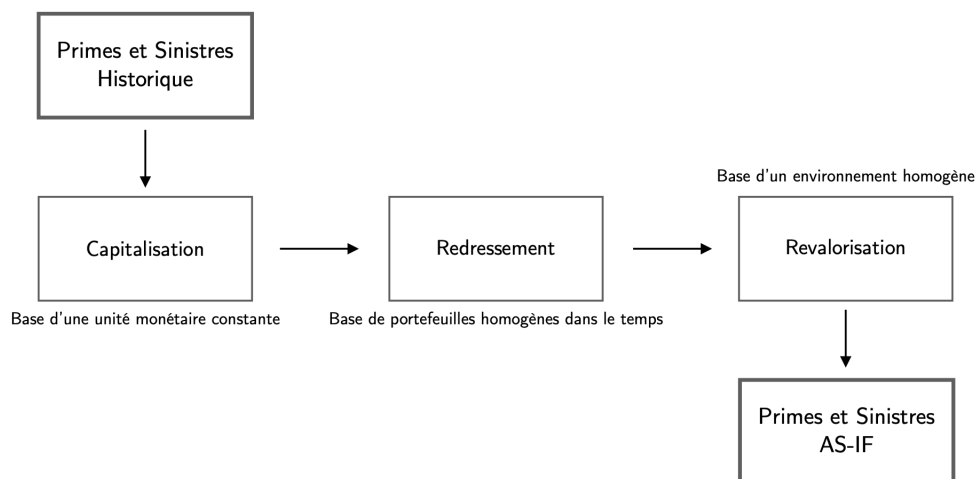 Primes et Sinistres
Historique
Base d'un environnement homogène
Capitalisation
Redressement
Revalorisation
Base d'une unité monétaire constante
Base de portefeuilles homogènes dans le temps
Primes et Sinistres
AS-IF